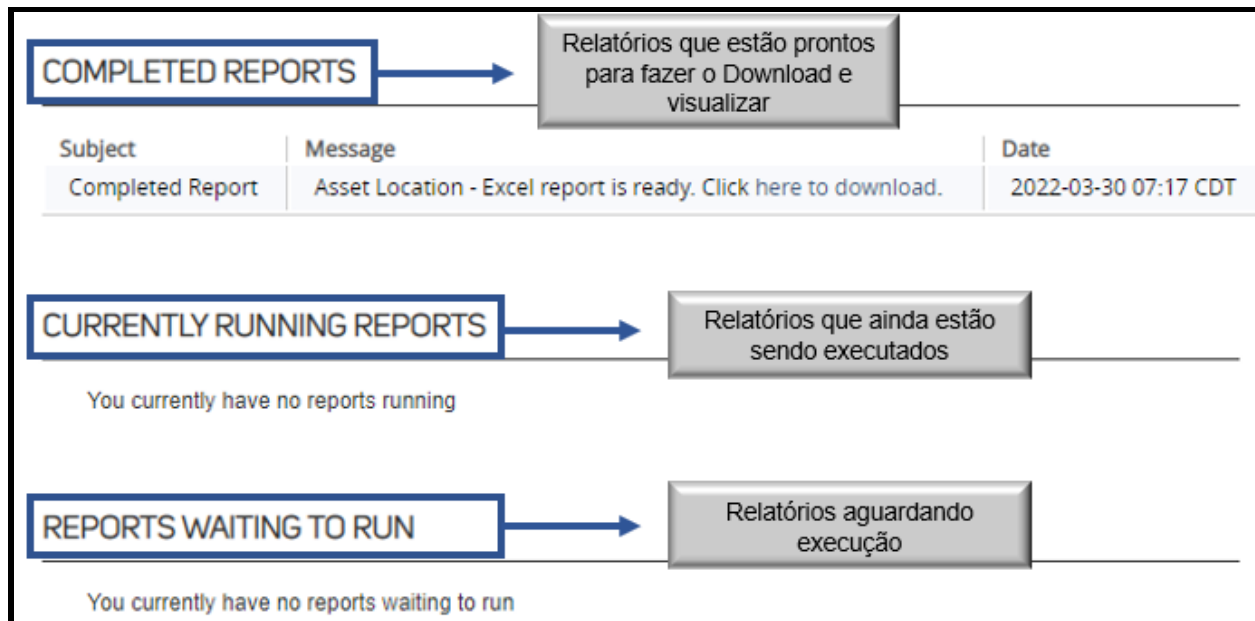 COMPLETED REPORTS
Relatórios que estão prontos
para fazer o Download e
visualizar
Subject Message Date
Completed Report Asset Location - Excel report is ready. Click here to download. 2022-03-30 07:17 CDT
CURRENTLY RUNNING REPORTS
Relatórios que ainda estão
sendo executados
You currently have no reports running
REPORTS WAITING TO RUN
Relatórios aguardando
execução
You currently have no reports waiting to run